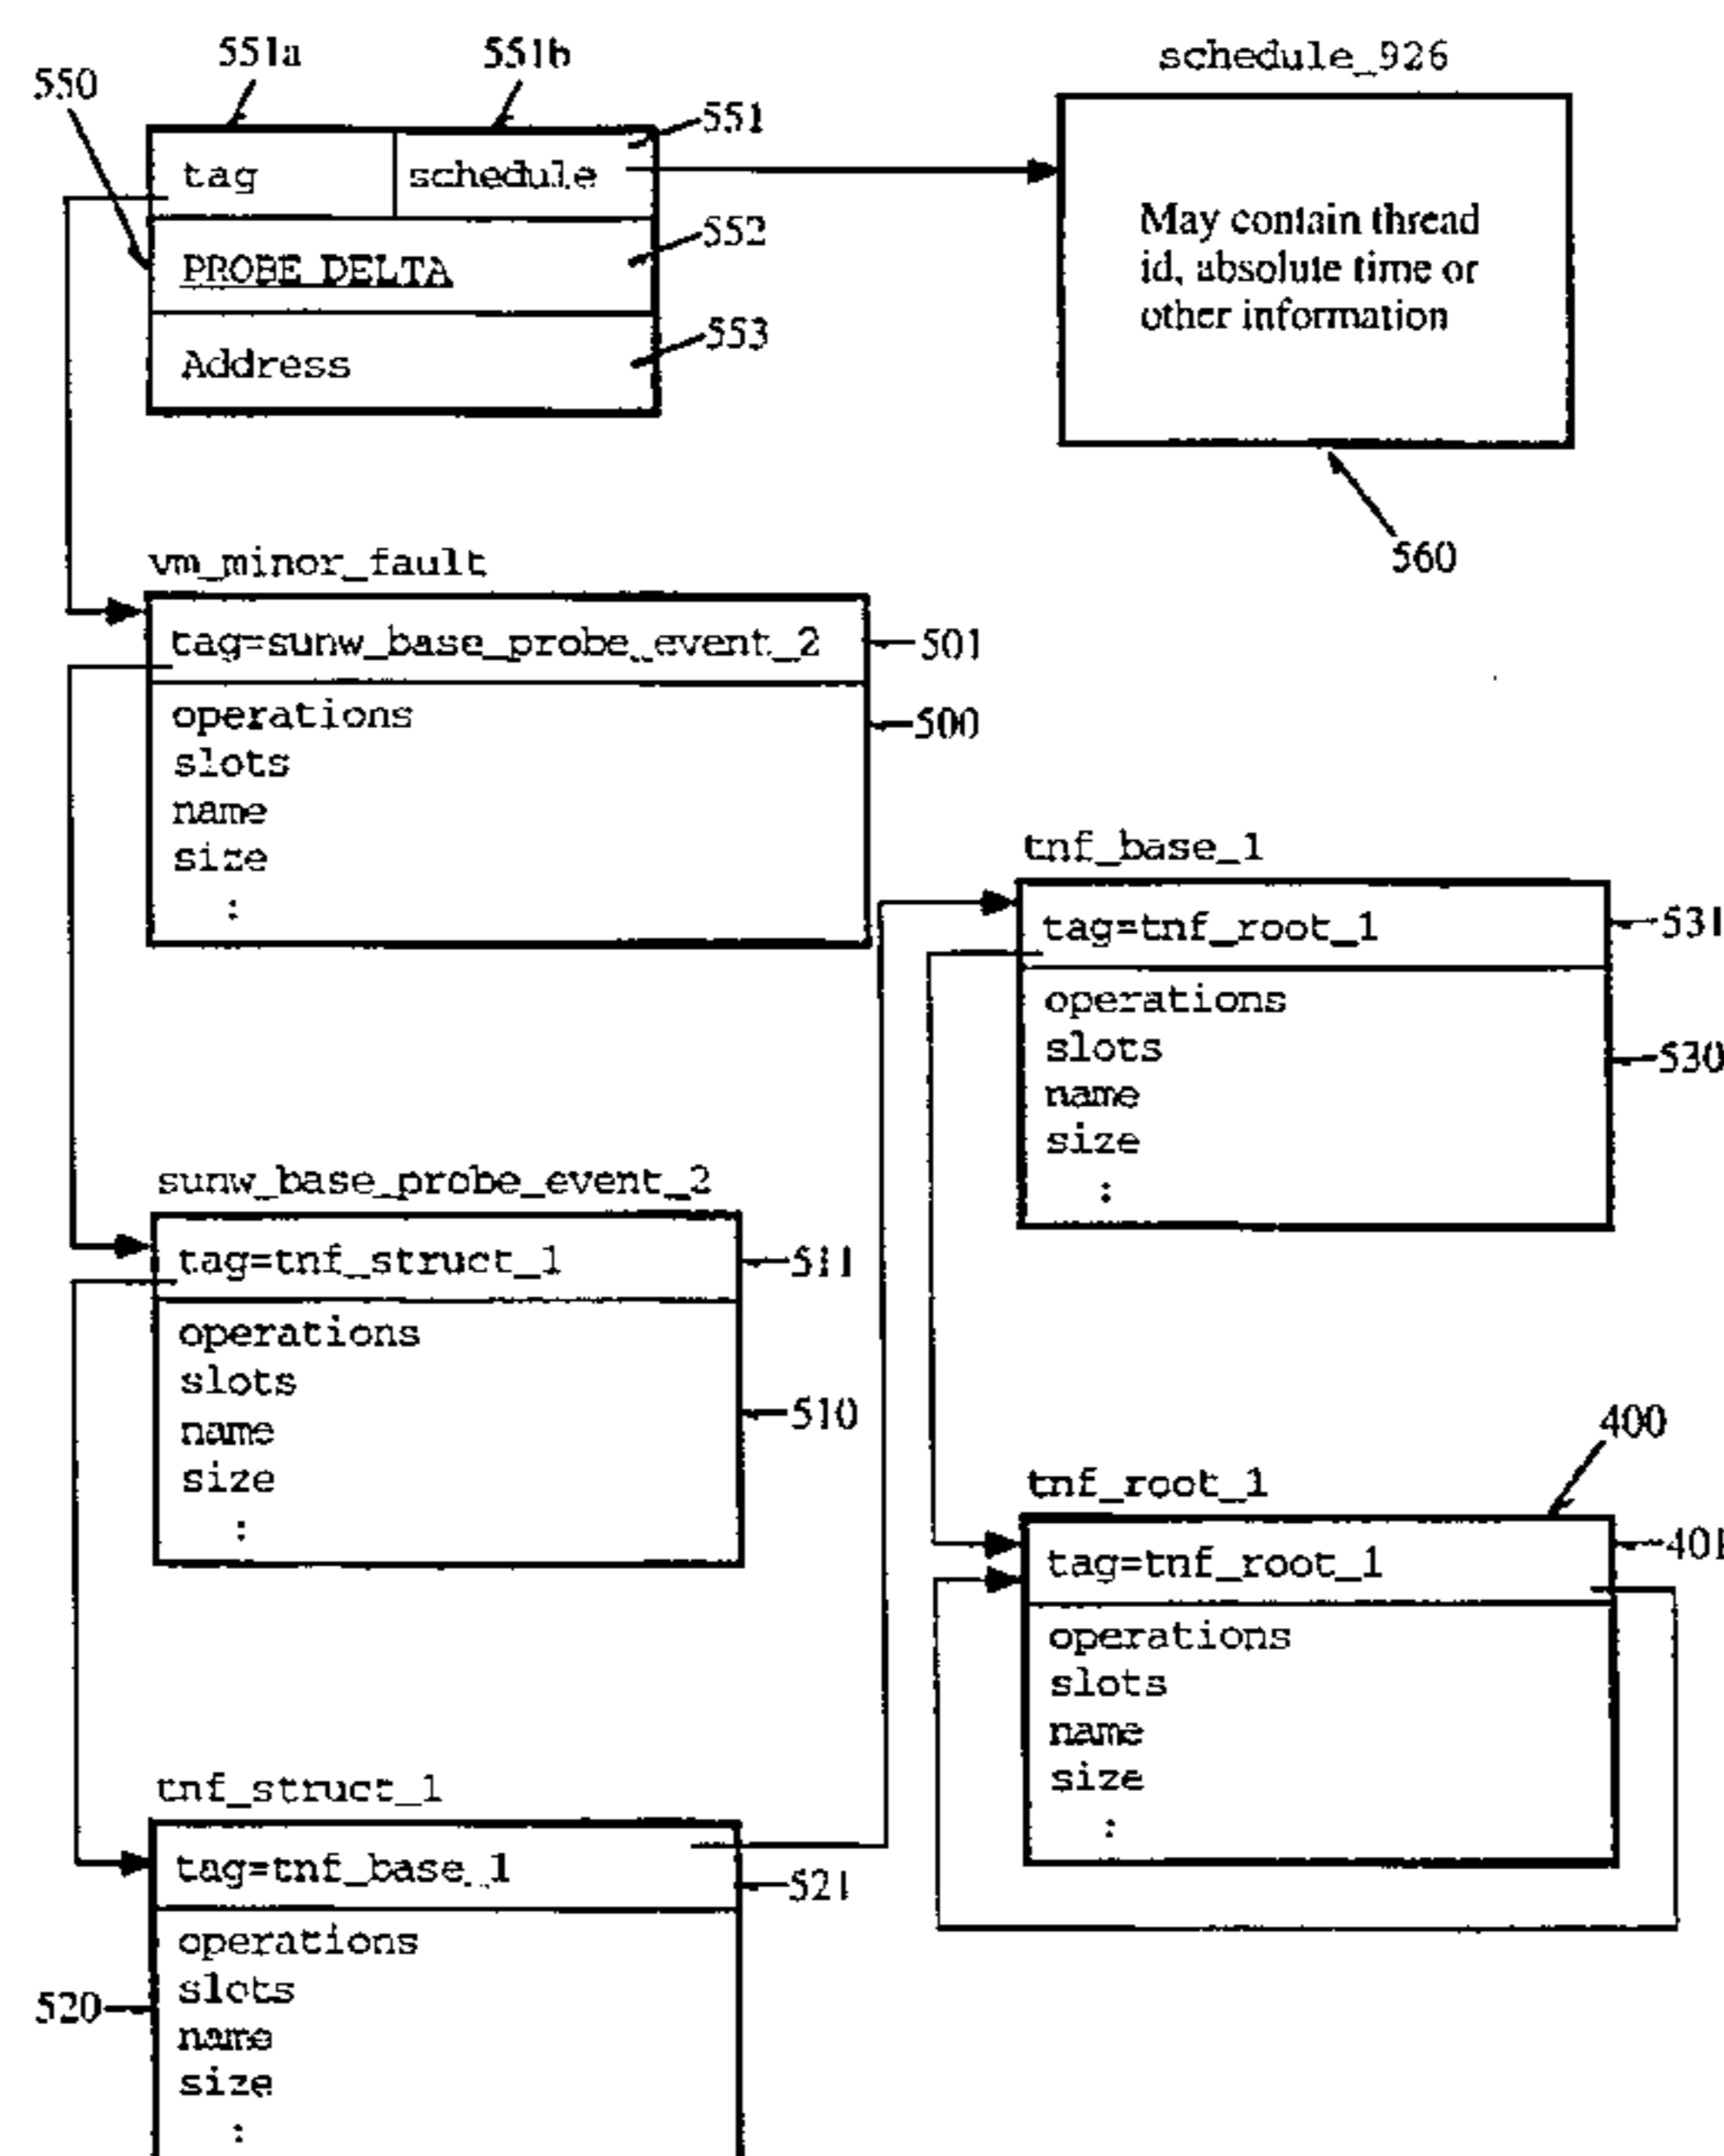 551a
551b
schedule_926
550
551
tag
schedule
552
PROBE_DELTA
May contain thread
id, absolute time or
other information
553
Address
560
vm_minor_fault
tag=sunw_base_probe_event_2
501
operations
500
slots
name
size
:
tnf_base_1
tag=tnf_root_1
531
operations
slots
530
name
size
:
sunw_base_probe_event_2
tag=tnf_struct_1
511
operations
slots
510
name
size
:
400
tnf_root_1
tag=tnf_root_1
401
operations
slots
name
size
:
tnf_struct_1
tag=tnf_base_1
521
operations
slots
520
name
size
: